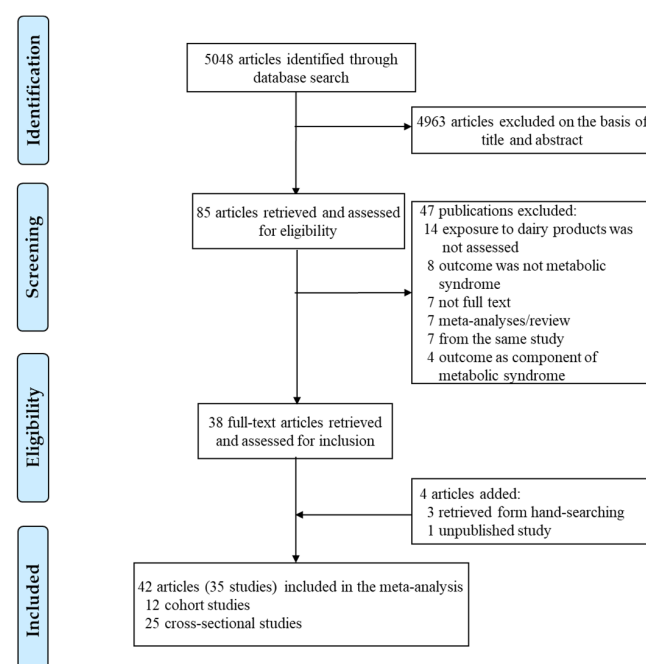 Identification
5048 articles identified through
database search
4963 articles excluded on the basis of
title and abstract
Screening
85 articles retrieved and assessed
for eligibility
47 publications excluded:
14 exposure to dairy products was
not assessed
8 outcome was not metabolic
syndrome
7 not full text
7 meta-analyses/review
7 from the same study
4 outcome as component of
metabolic syndrome
Eligibility
38 full-text articles retrieved
and assessed for inclusion
4 articles added:
3 retrieved form hand-searching
1 unpublished study
Included
42 articles (35 studies) included in the meta-analysis
12 cohort studies
25 cross-sectional studies